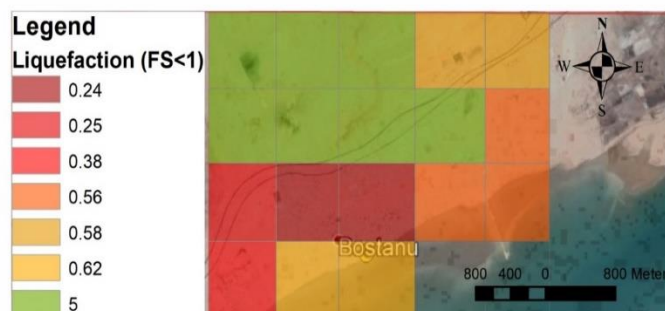 Legend
Liquefaction (FS<1)
0.24
0.25
0.38
0.56
0.58
0.62
5
N
W E
S
Bostanu
800 400 0 800 Meter